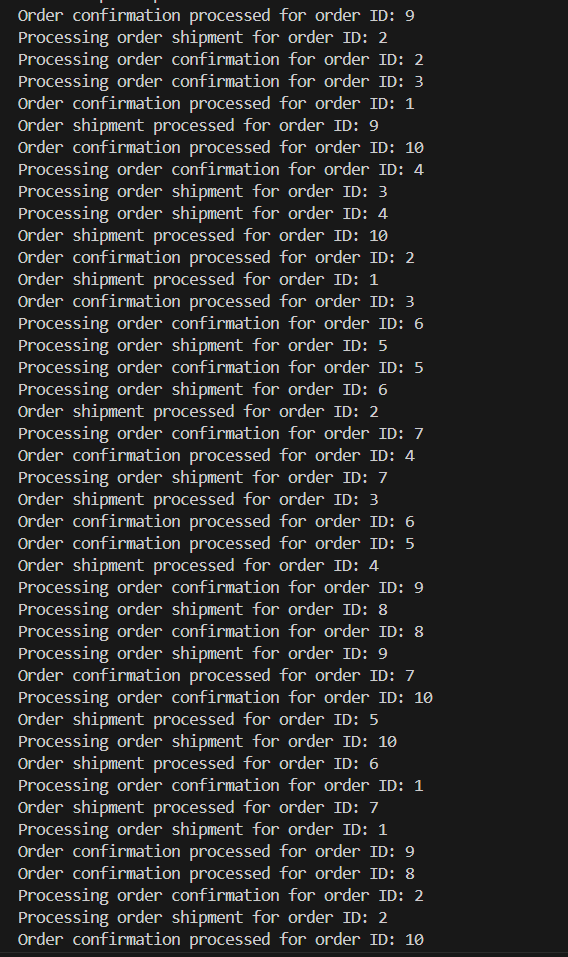 Order confirmation processed for order ID: 9
Processing order shipment for order ID: 2
Processing order confirmation for order ID: 2
Processing order confirmation for order ID: 3
Order confirmation processed for order ID: 1
Order shipment processed for order ID: 9
Order confirmation processed for order ID: 10
Processing order confirmation for order ID: 4
Processing order shipment for order ID: 3
Processing order shipment for order ID: 4
Order shipment processed for order ID: 10
Order confirmation processed for order ID: 2
Order shipment processed for order ID: 1
Order confirmation processed for order ID: 3
Processing order confirmation for order ID: 6
Processing order shipment for order ID: 5
Processing order confirmation for order ID: 5
Processing order shipment for order ID: 6
Order shipment processed for order ID: 2
Processing order confirmation for order ID: 7
Order confirmation processed for order ID: 4
Processing order shipment for order ID: 7
Order shipment processed for order ID: 3
Order confirmation processed for order ID: 6
Order confirmation processed for order ID: 5
Order shipment processed for order ID: 4
Processing order confirmation for order ID: 9
Processing order shipment for order ID: 8
Processing order confirmation for order ID: 8
Processing order shipment for order ID: 9
Order confirmation processed for order ID: 7
Processing order confirmation for order ID: 10
Order shipment processed for order ID: 5
Processing order shipment for order ID: 10
Order shipment processed for order ID: 6
Processing order confirmation for order ID: 1
Order shipment processed for order ID: 7
Processing order shipment for order ID: 1
Order confirmation processed for order ID: 9
Order confirmation processed for order ID: 8
Processing order confirmation for order ID: 2
Processing order shipment for order ID: 2
Order confirmation processed for order ID: 10